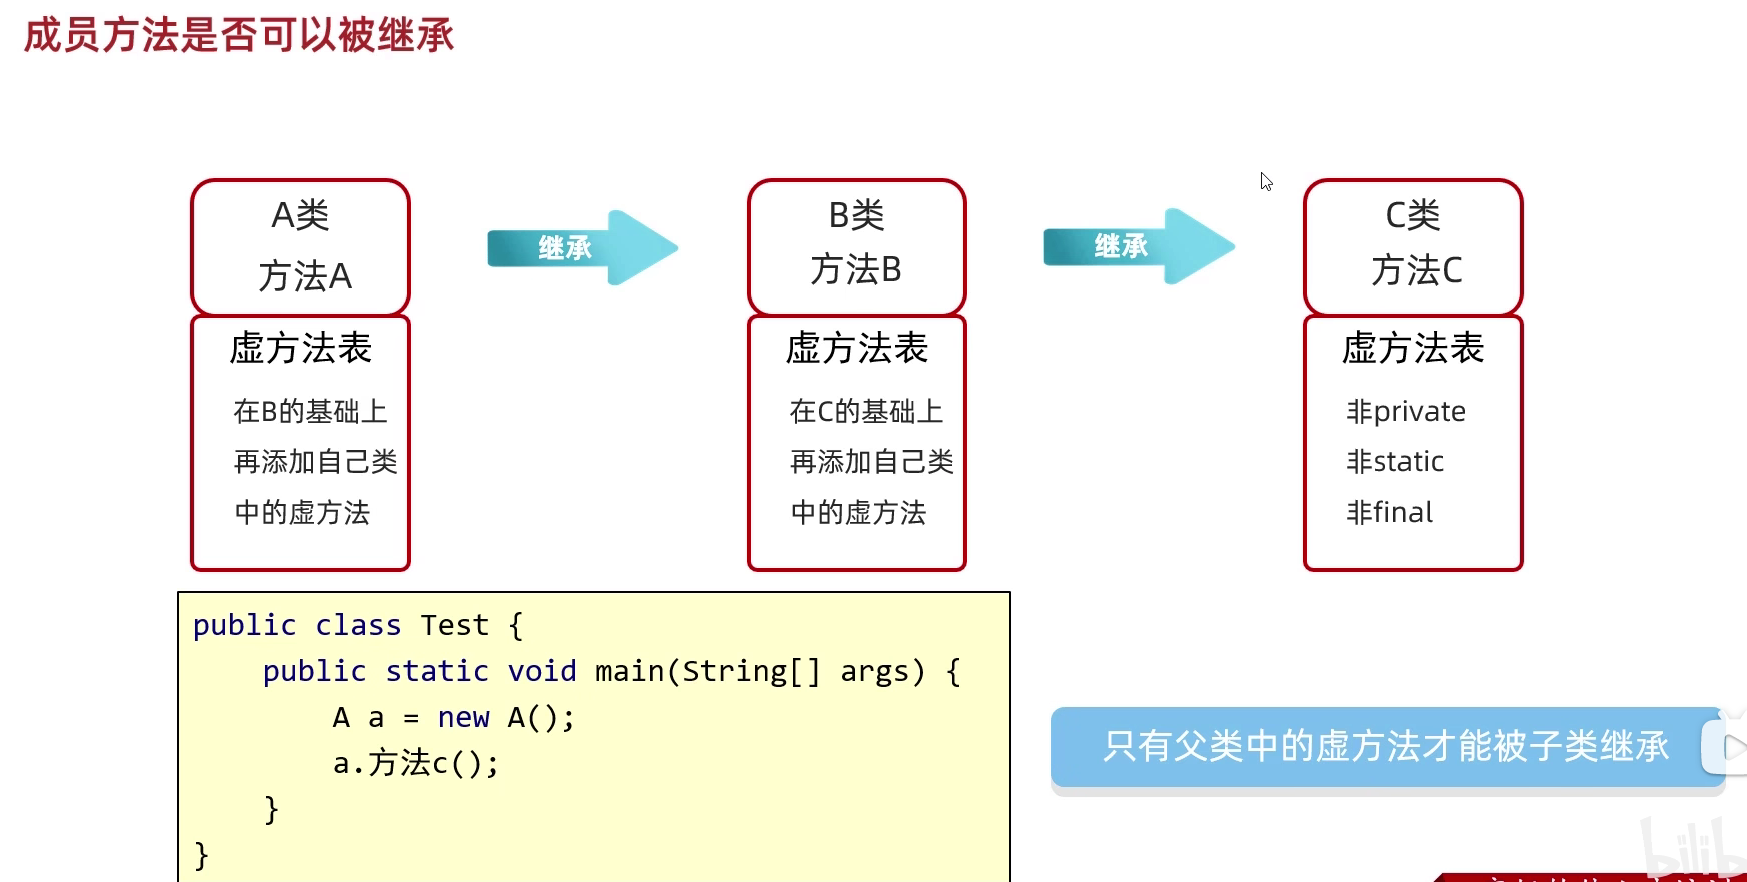 成员方法是否可以被继承
A类
方法A
继承
B类
方法B
继承
C类
方法C
虚方法表
在B的基础上
再添加自己类
中的虚方法
虚方法表
在C的基础上
再添加自己类
中的虚方法
虚方法表
非private
非static
非final
public class Test {
public static void main(String[] args) {
A a = new A();
a.方法c();
}
}
只有父类中的虚方法才能被子类继承